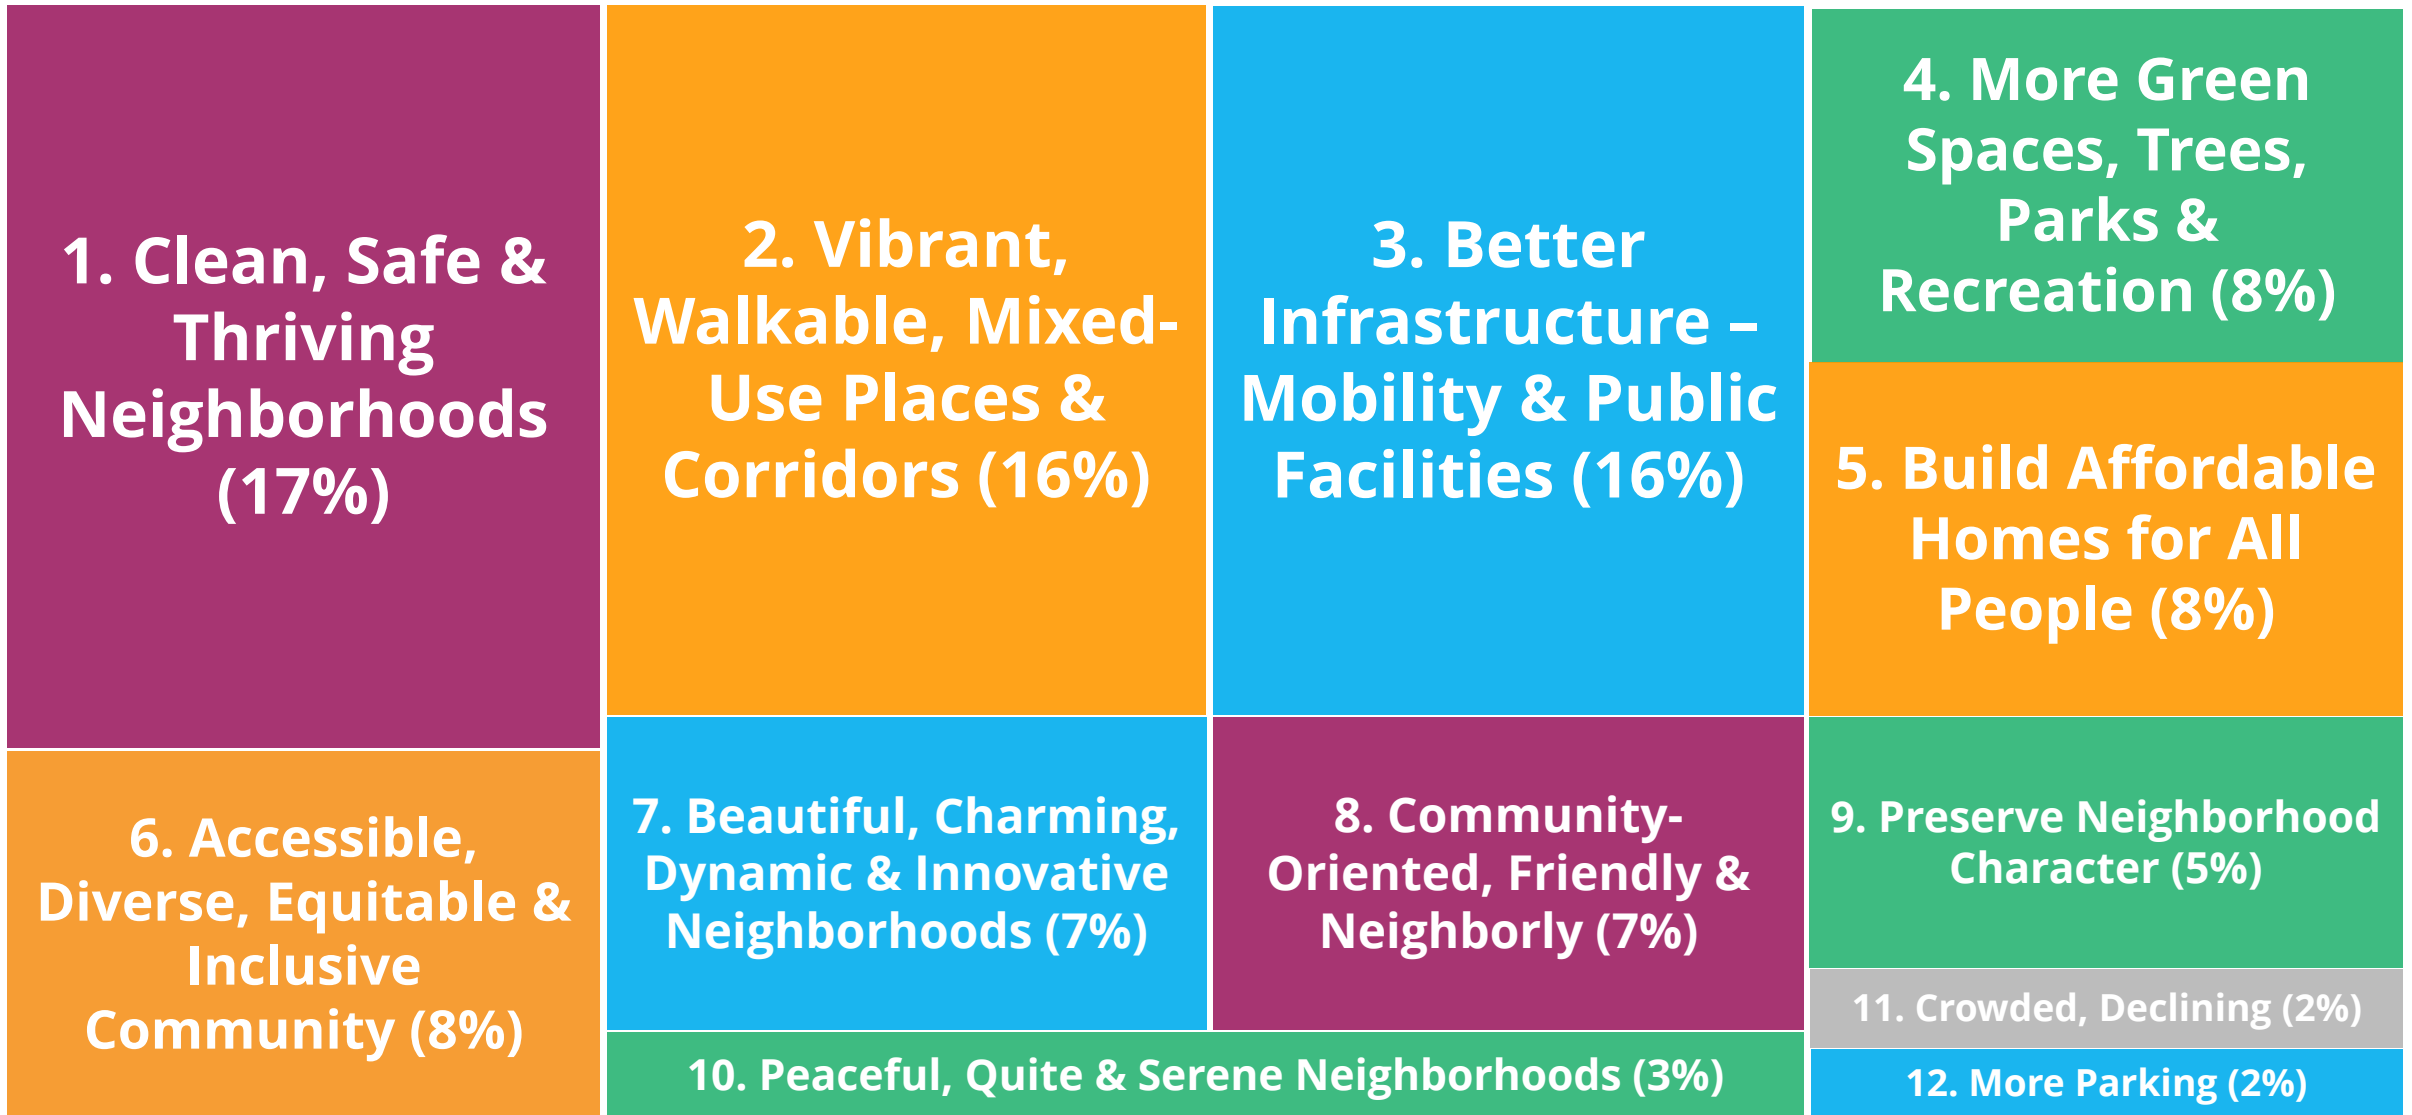 1. Clean, Safe &
Thriving
Neighborhoods
(17%)
2. Vibrant,
Walkable, Mixed-
Use Places &
Corridors (16%)
3. Better
Infrastructure –
Mobility & Public
Facilities (16%)
4. More Green
Spaces, Trees,
Parks &
Recreation (8%)
5. Build Affordable
Homes for All
People (8%)
6. Accessible,
Diverse, Equitable &
Inclusive
Community (8%)
7. Beautiful, Charming,
Dynamic & Innovative
Neighborhoods (7%)
8. Community-
Oriented, Friendly &
Neighborly (7%)
9. Preserve Neighborhood
Character (5%)
10. Peaceful, Quite & Serene Neighborhoods (3%)
11. Crowded, Declining (2%)
12. More Parking (2%)